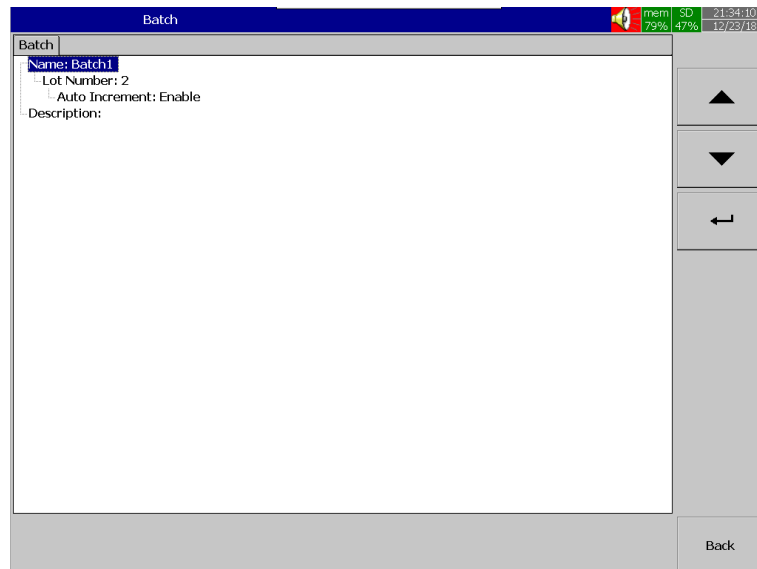 Batch
mem
79%
SD
47%
21:34:10
12/23/18
Batch
Name: Batch1
Lot Number: 2
Auto Increment: Enable
Description:
Back